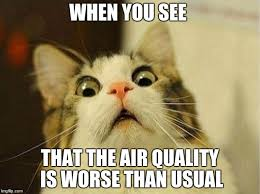 WHEN YOU SEE
THAT THE AIR QUALITY
IS WORSE THAN USUAL
imgflip.com